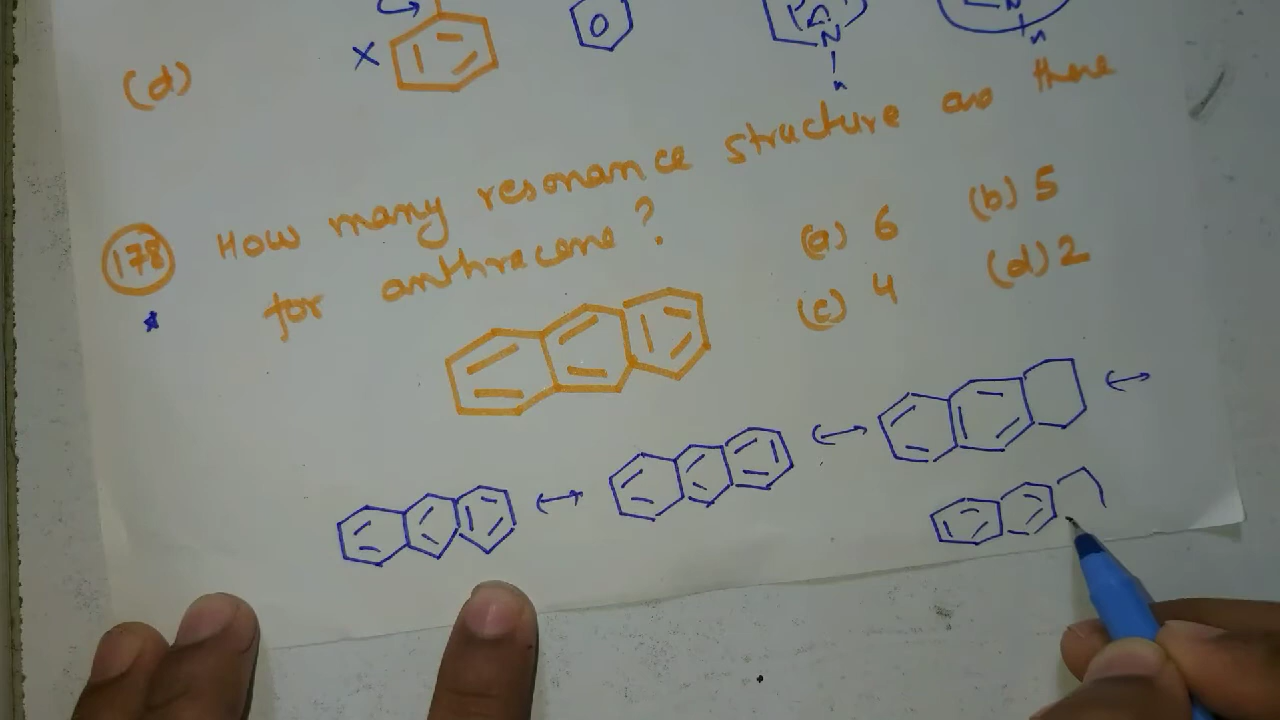 (d)
x
N
n
N
n
(178) How many resonance structure are there
for anthracene?
(a) 6 (b) 5
(c) 4 (d) 2